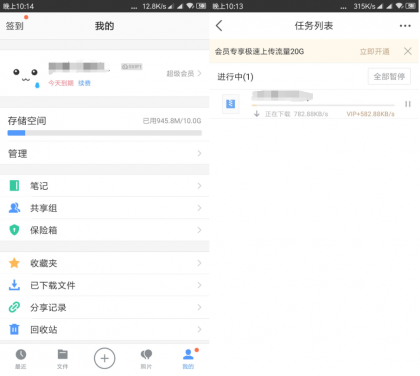 晚上10:14
... 12.8K/s
签到
我的
超级会员
今天到期 续费
存储空间
已用945.8M/10.0G
管理
笔记
共享组
保险箱
收藏夹
已下载文件
分享记录
回收站
最近
文件
照片
我的
晚上10:13
... 315K/s
任务列表
会员专享极速上传流量20G
立即开通
进行中(1)
全部暂停
正在下载 782.88KB/s
VIP+582.88KB/s